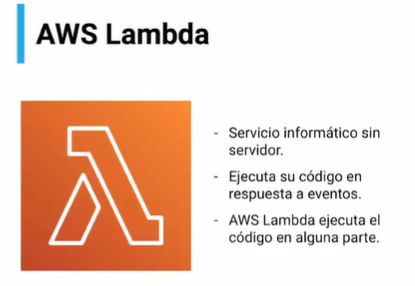 AWS Lambda
- Servicio informático sin
servidor.
- Ejecuta su código en
respuesta a eventos.
- AWS Lambda ejecuta el
código en alguna parte.